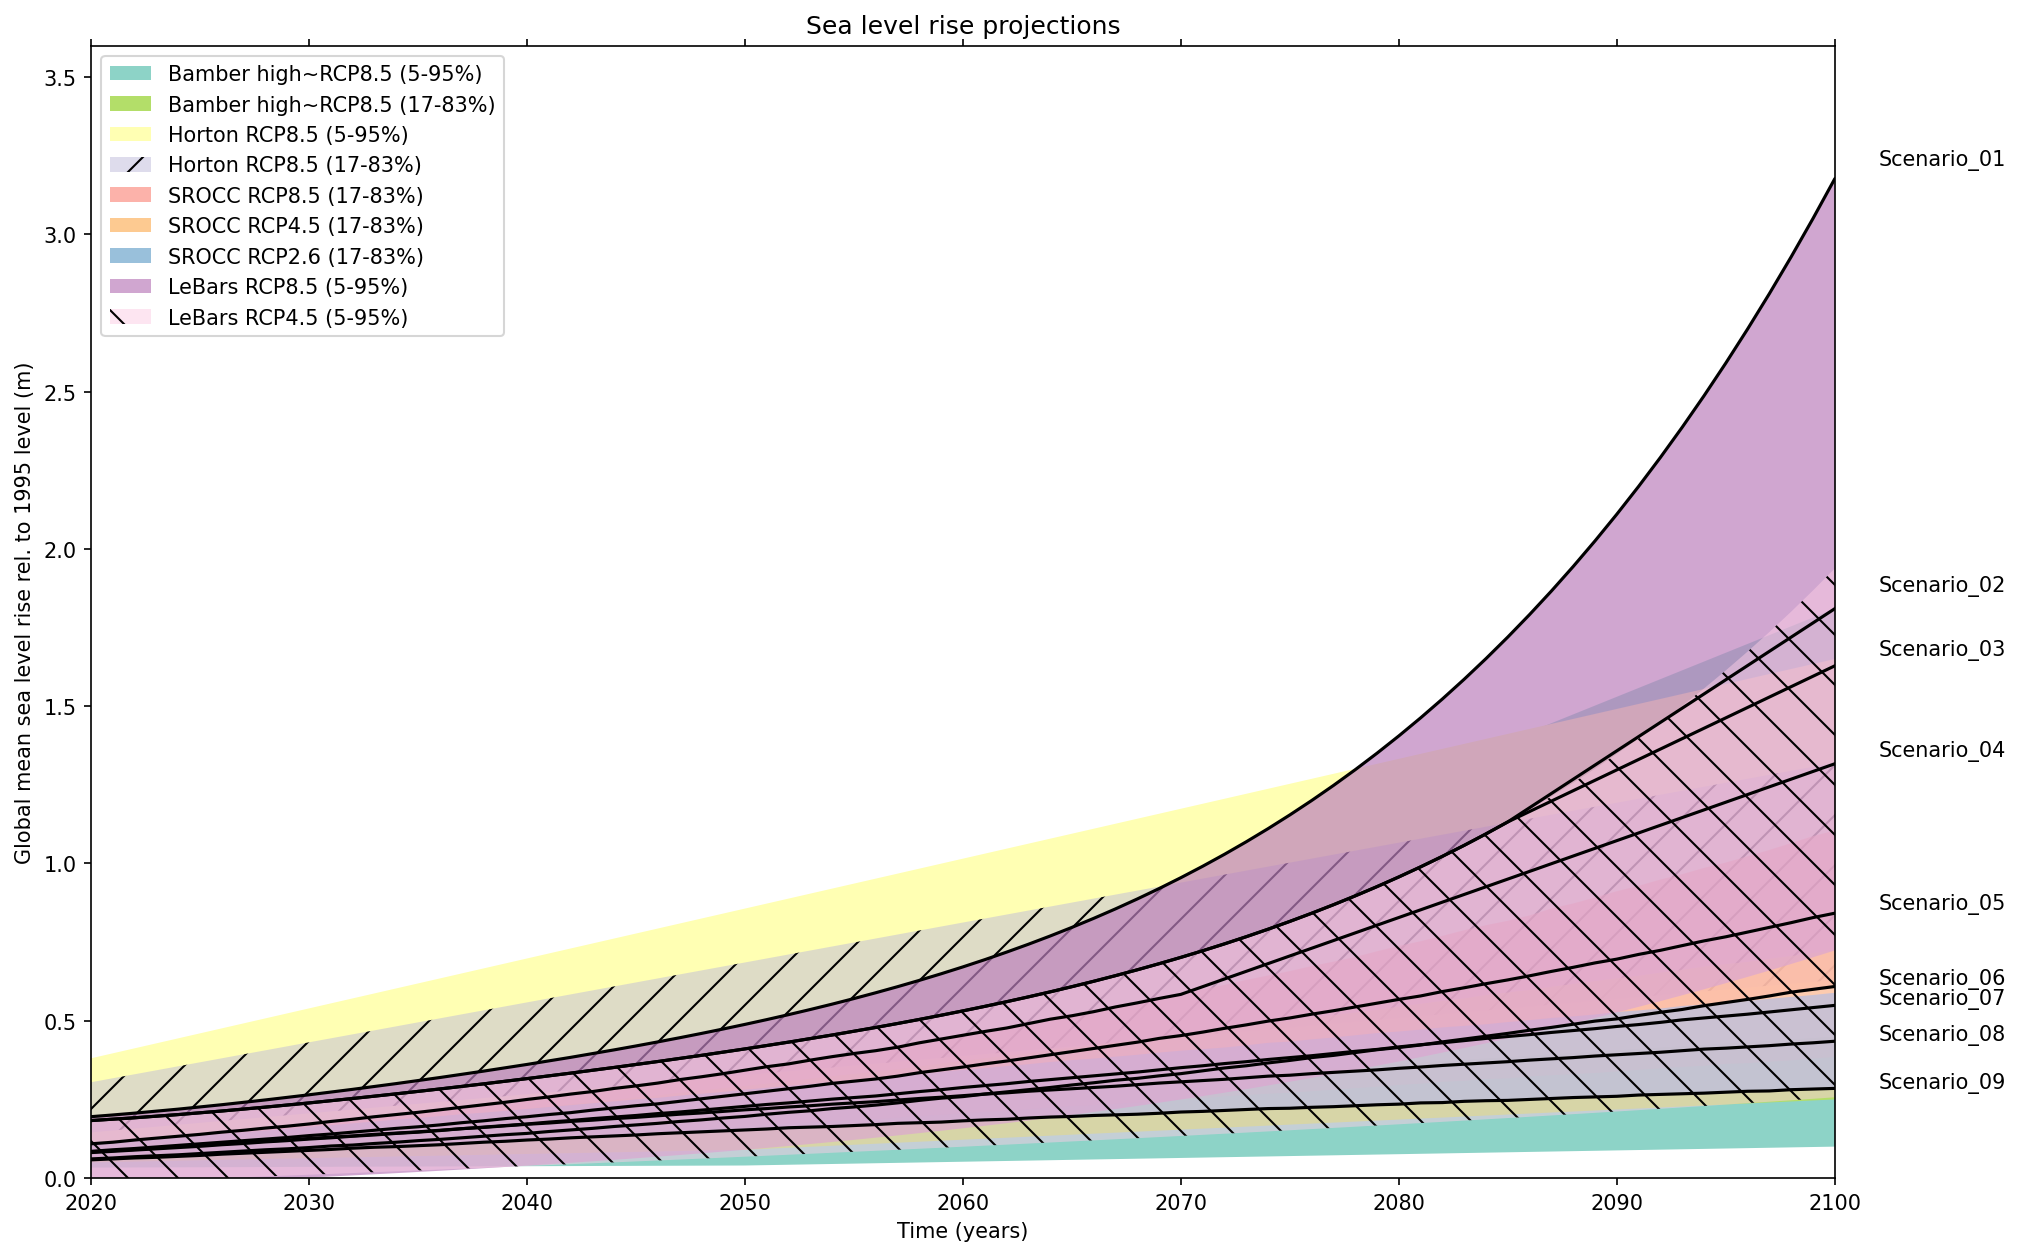 Sea level rise projections
Bamber high~RCP8.5 (5-95%)
Bamber high~RCP8.5 (17-83%)
Horton RCP8.5 (5-95%)
Horton RCP8.5 (17-83%)
SROCC RCP8.5 (17-83%)
SROCC RCP4.5 (17-83%)
SROCC RCP2.6 (17-83%)
LeBars RCP8.5 (5-95%)
LeBars RCP4.5 (5-95%)
Global mean sea level rise rel. to 1995 level (m)
3.5
3.0
2.5
2.0
1.5
1.0
0.5
0.0
Scenario_01
Scenario_02
Scenario_03
Scenario_04
Scenario_05
Scenario_06
Scenario_07
Scenario_08
Scenario_09
2020 2030 2040 2050 2060 2070 2080 2090 2100
Time (years)